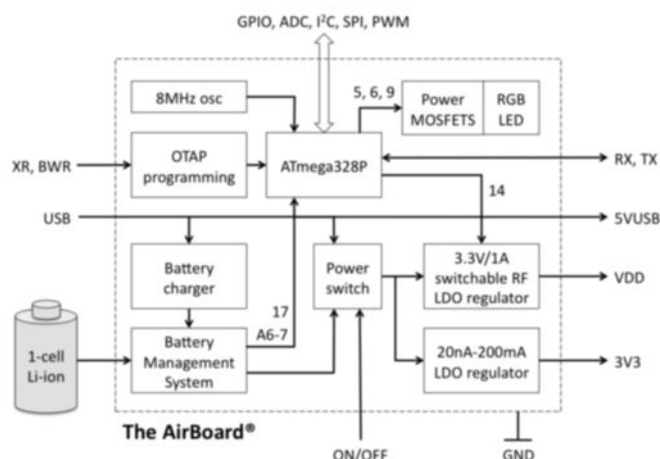 GPIO, ADC, I²C, SPI, PWM
8MHz osc
5, 6, 9
Power
MOSFETS
RGB
LED
XR, BWR
OTAP
programming
ATmega328P
RX, TX
14
USB
5VUSB
Battery
charger
Power
switch
3.3V/1A
switchable RF
LDO regulator
VDD
17
A6-7
1-cell
Li-ion
Battery
Management
System
20nA-200mA
LDO regulator
3V3
The AirBoard®
ON/OFF
GND